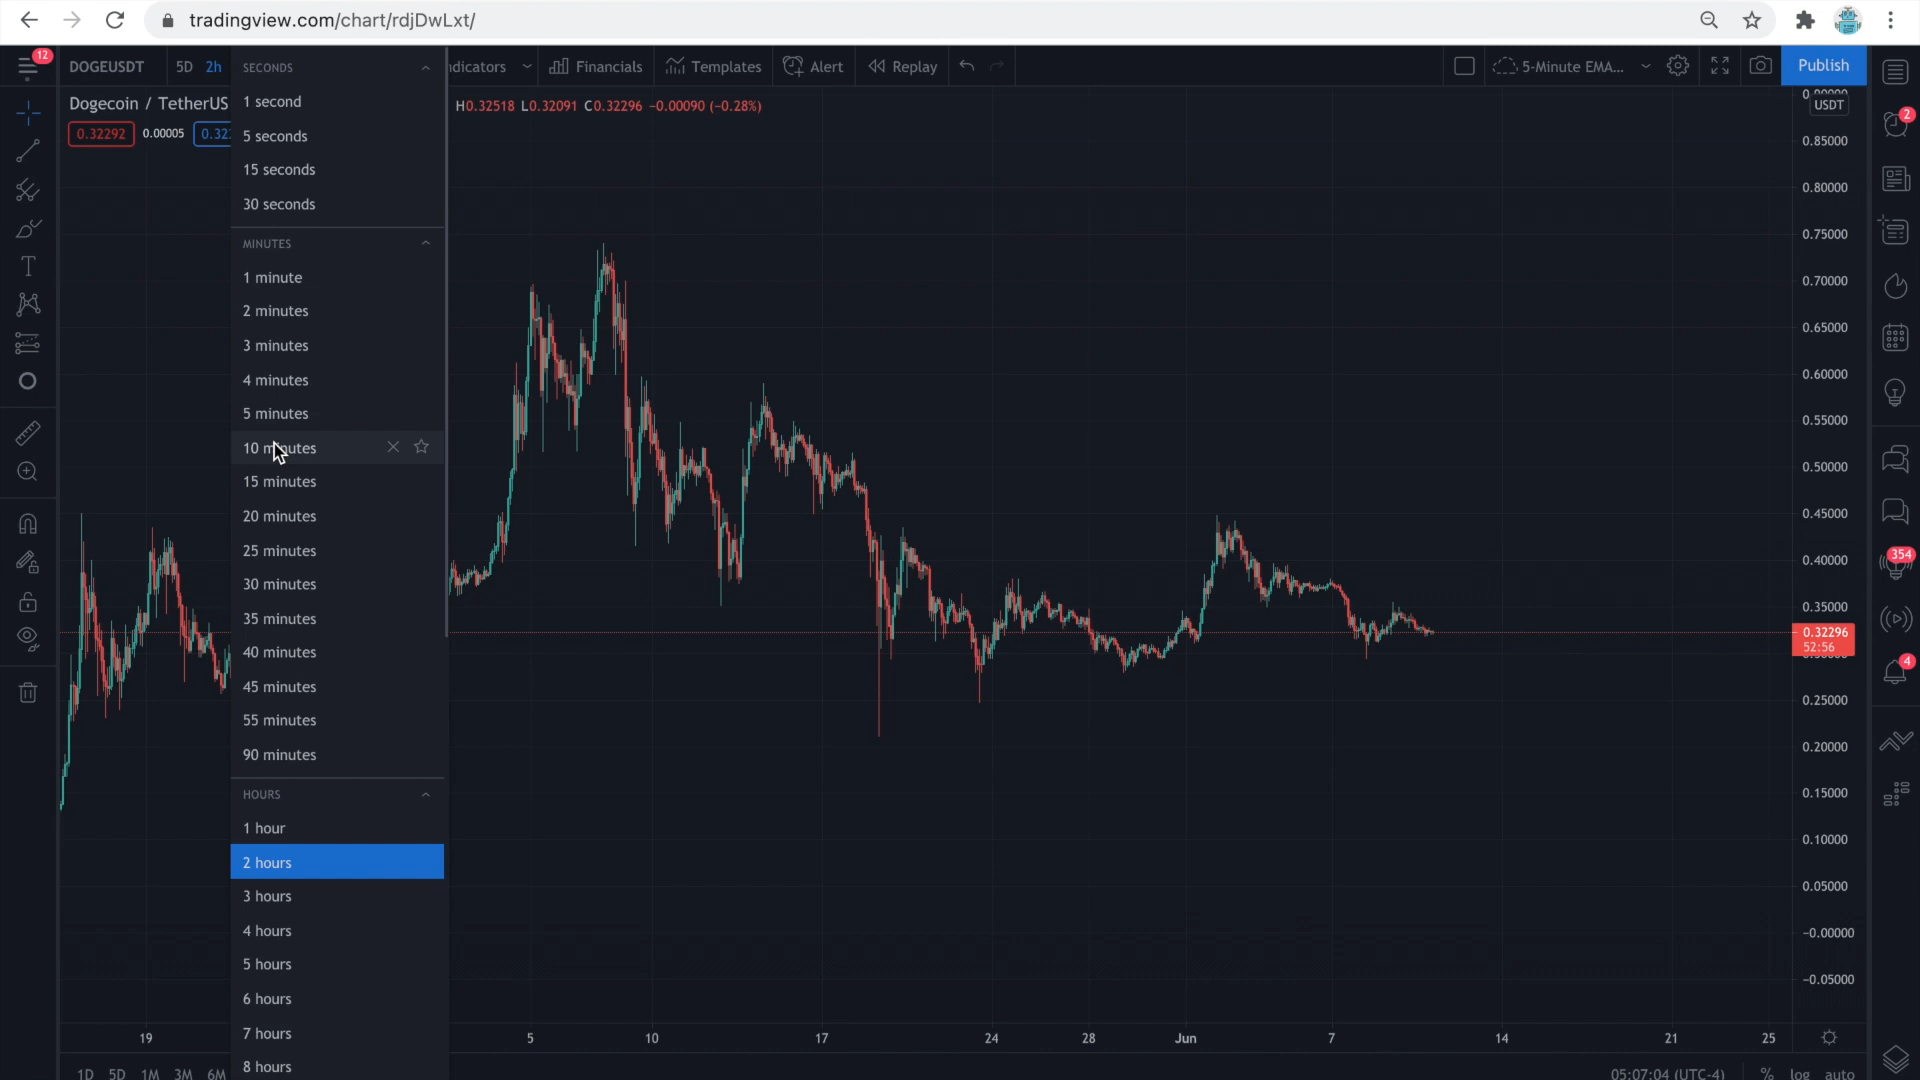 tradingview.com/chart/rdjDwLxt/
12
DOGEUSDT 5D 2h
ndicators Financials Templates Alert Replay
5-Minute EMA...
Publish
Dogecoin / TetherUS
H0.32518 L0.32091 C0.32296 −0.00090 (−0.28%)
0.32292 0.00005
SECONDS
1 second
5 seconds
15 seconds
30 seconds
MINUTES
1 minute
2 minutes
3 minutes
4 minutes
5 minutes
10 minutes
15 minutes
20 minutes
25 minutes
30 minutes
35 minutes
40 minutes
45 minutes
55 minutes
90 minutes
HOURS
1 hour
2 hours
3 hours
4 hours
5 hours
6 hours
7 hours
8 hours
USDT
0.85000
0.80000
0.75000
0.70000
0.65000
0.60000
0.55000
0.50000
0.45000
0.40000
0.35000
0.32296
52:56
0.25000
0.20000
0.15000
0.10000
0.05000
−0.00000
−0.05000
2
354
4
19 5 10 17 24 28 Jun 7 14 21 25
1D 5D 1M 3M 6M
05:07:04 (UTC-4) % log auto